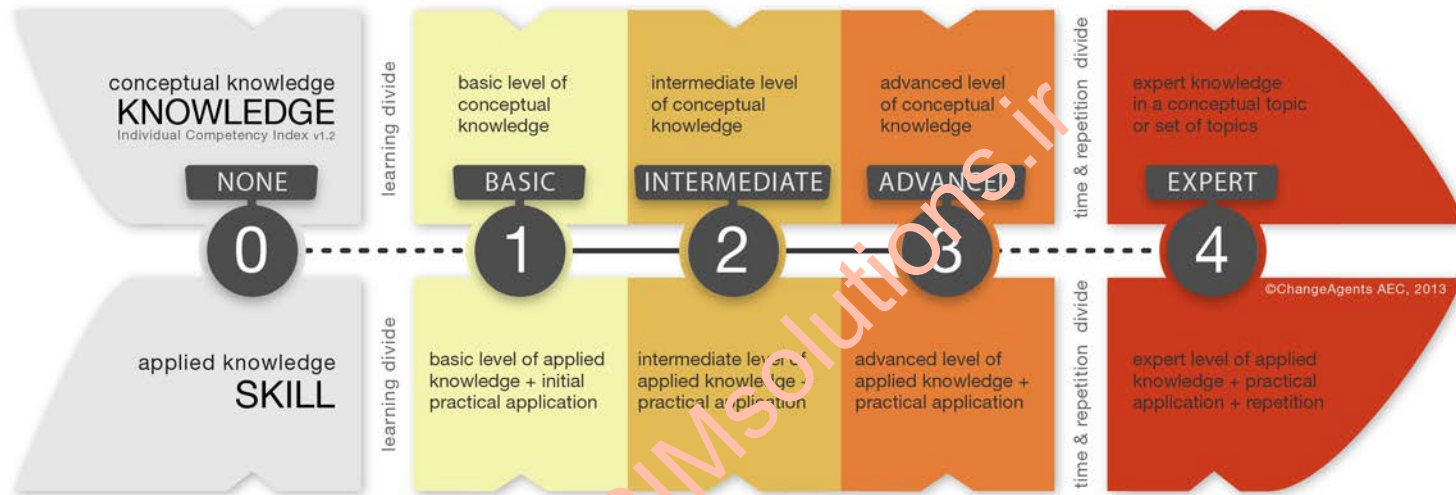 conceptual knowledge
KNOWLEDGE
Individual Competency Index v1.2
learning divide
basic level of
conceptual
knowledge
intermediate level
of conceptual
knowledge
advanced level
of conceptual
knowledge
time & repetition divide
expert knowledge
in a conceptual topic
or set of topics
NONE
BASIC
INTERMEDIATE
ADVANCED
EXPERT
0
1
2
3
4
©ChangeAgents AEC, 2013
applied knowledge
SKILL
learning divide
basic level of applied
knowledge + initial
practical application
intermediate level of
applied knowledge +
practical application
advanced level of
applied knowledge +
practical application
time & repetition divide
expert level of applied
knowledge + practical
application + repetition
BIMsolutions.ir